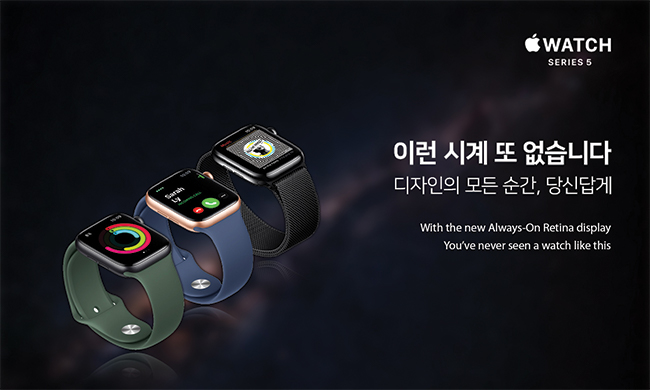 WATCH
SERIES 5
이런 시계 또 없습니다
디자인의 모든 순간, 당신답게
With the new Always-On Retina display
You've never seen a watch like this
Sarah
Ly